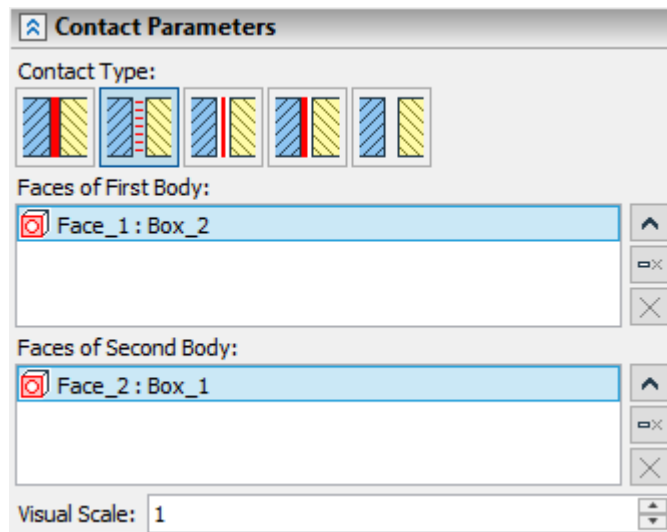 Contact Parameters
Contact Type:
Faces of First Body:
Face_1 : Box_2
Faces of Second Body:
Face_2 : Box_1
Visual Scale: 1